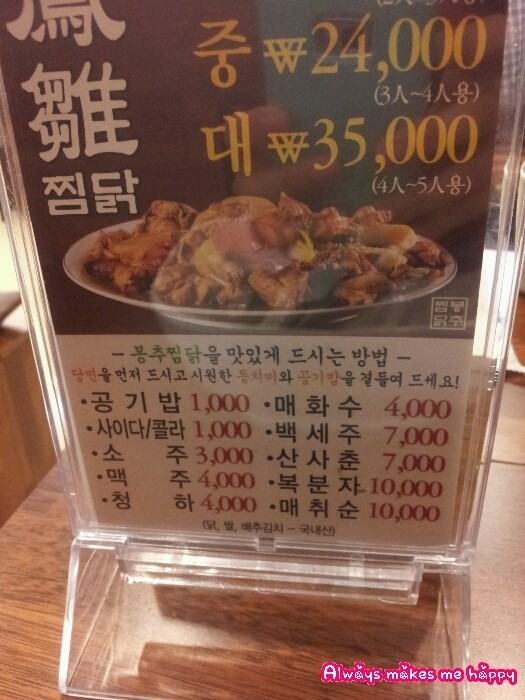 鳳
雛
찜닭
중 ₩24,000
(3人~4人용)
대 ₩35,000
(4人~5人용)
찜봉
닭추
- 봉추찜닭을 맛있게 드시는 방법 -
당면을 먼저 드시고 시원한 동치미와 공기밥을 곁들여 드세요!
·공기밥 1,000 ·매화수 4,000
·사이다/콜라 1,000 ·백세주 7,000
·소주 3,000 ·산사춘 7,000
·맥주 4,000 ·복분자 10,000
·청하 4,000 ·매취순 10,000
(닭, 쌀, 배추김치 - 국내산)
Always makes me happy